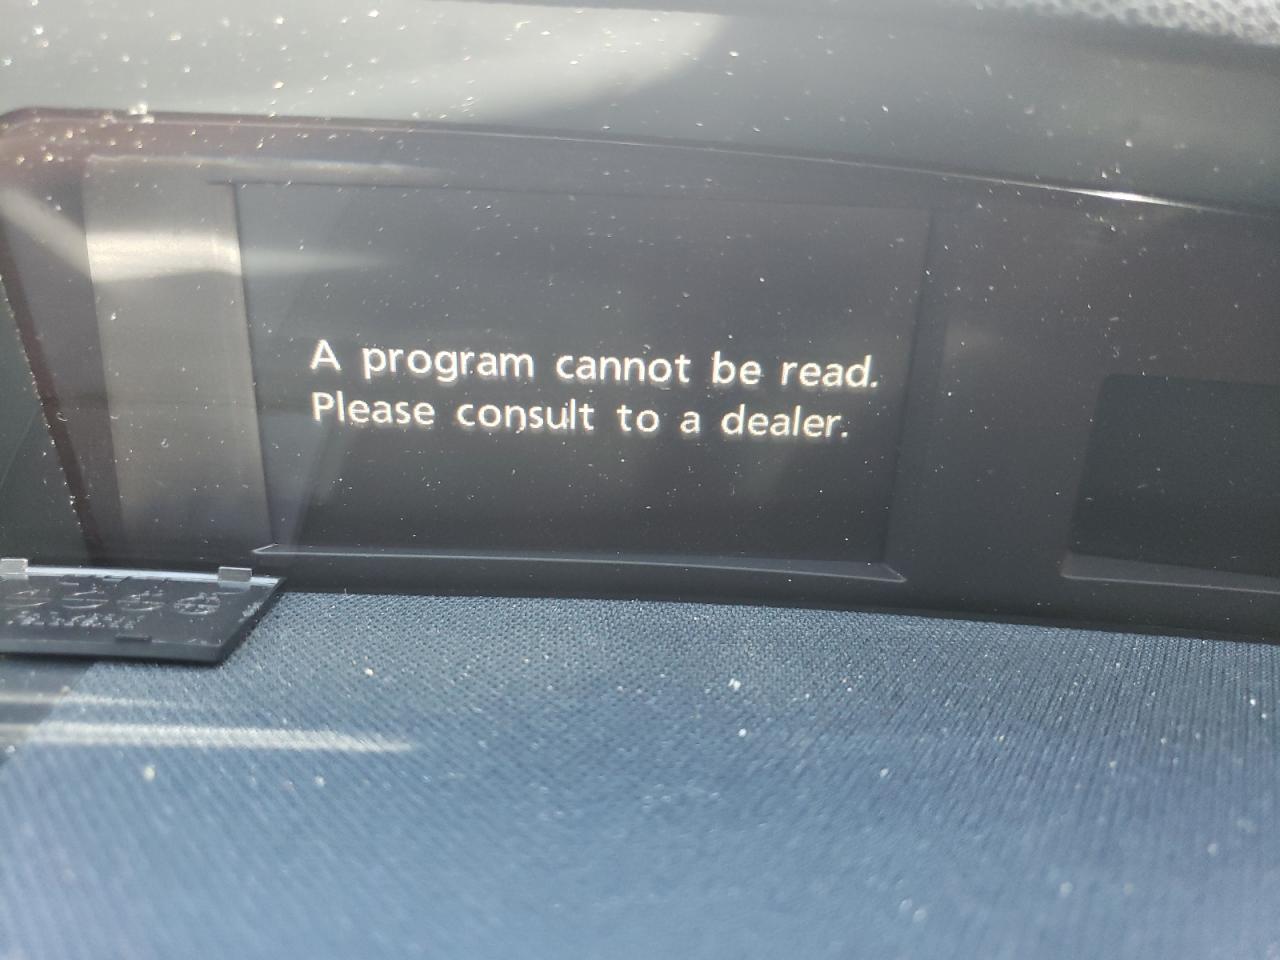 A program cannot be read.
Please consult to a dealer.